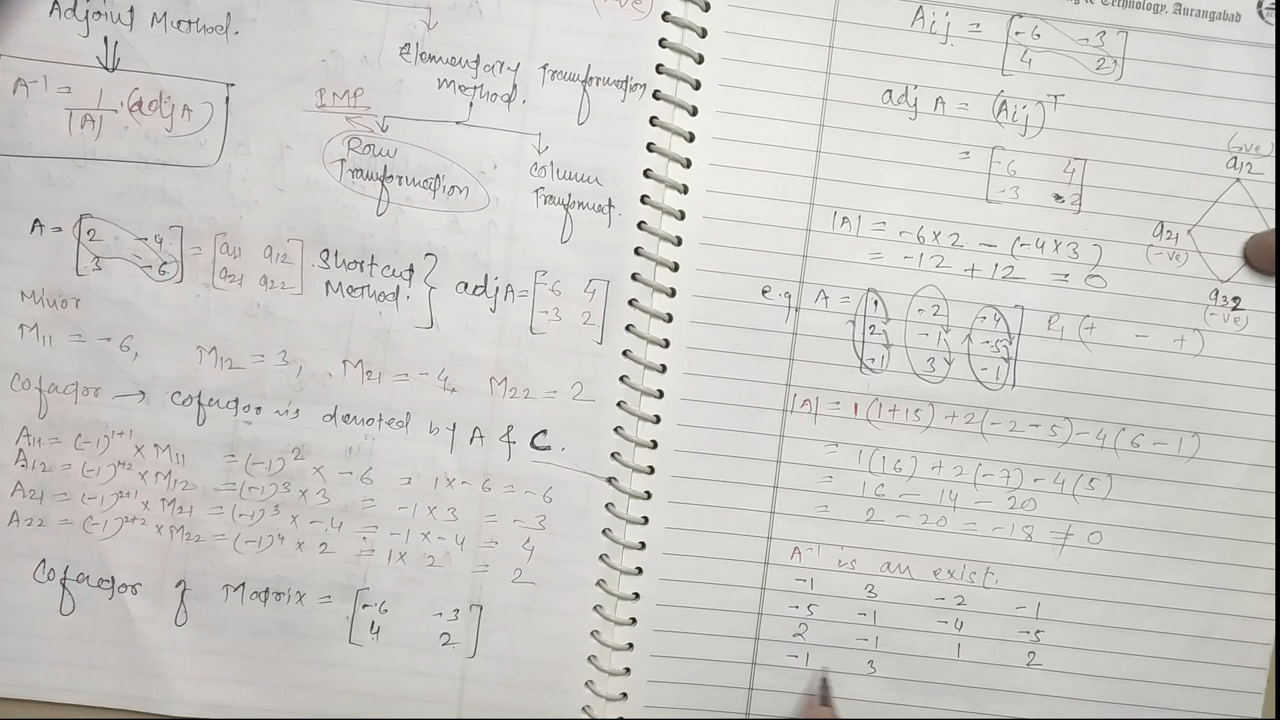 Adjoint Method.
A⁻¹ = 1/|A| · (adj A)
(-ve)
Elementary Transformation
method.
IMP
Row
Transformation
Column
Transformat.
A = [2 -4; 3 -6] = [a11 a12; a21 a22] Shortcut Method. } adj A = [-6 4; -3 2]
Minor
M11 = -6, M12 = 3, M21 = -4, M22 = 2
Cofactor → Cofactor is denoted by A & C.
A11 = (-1)¹⁺¹ × M11 = (-1)² × -6 = 1 × -6 = -6
A12 = (-1)¹⁺² × M12 = (-1)³ × 3 = -1 × 3 = -3
A21 = (-1)²⁺¹ × M21 = (-1)³ × -4 = -1 × -4 = 4
A22 = (-1)²⁺² × M22 = (-1)⁴ × 2 = 1 × 2 = 2
Cofactor of Matrix = [-6 -3; 4 2]
Technology, Aurangabad
Aij = [-6 -3; 4 2]
adj A = (Aij)ᵀ
= [-6 4; -3 2]
(-ve)
a12
a21
(-ve)
a32
(-ve)
|A| = -6×2 - (-4×3)
= -12 + 12 = 0
e.g A = [1 -2 -4; 2 -1 -5; -1 3 -1] R1 (+ - +)
|A| = 1(1+15) + 2(-2-5) - 4(6-1)
= 1(16) + 2(-7) - 4(5)
= 16 - 14 - 20
= 2 - 20 = -18 ≠ 0
A⁻¹ is an exist.
-1 3 -2 -1
-5 -1 -4 -5
2 -1 1 2
-1 3